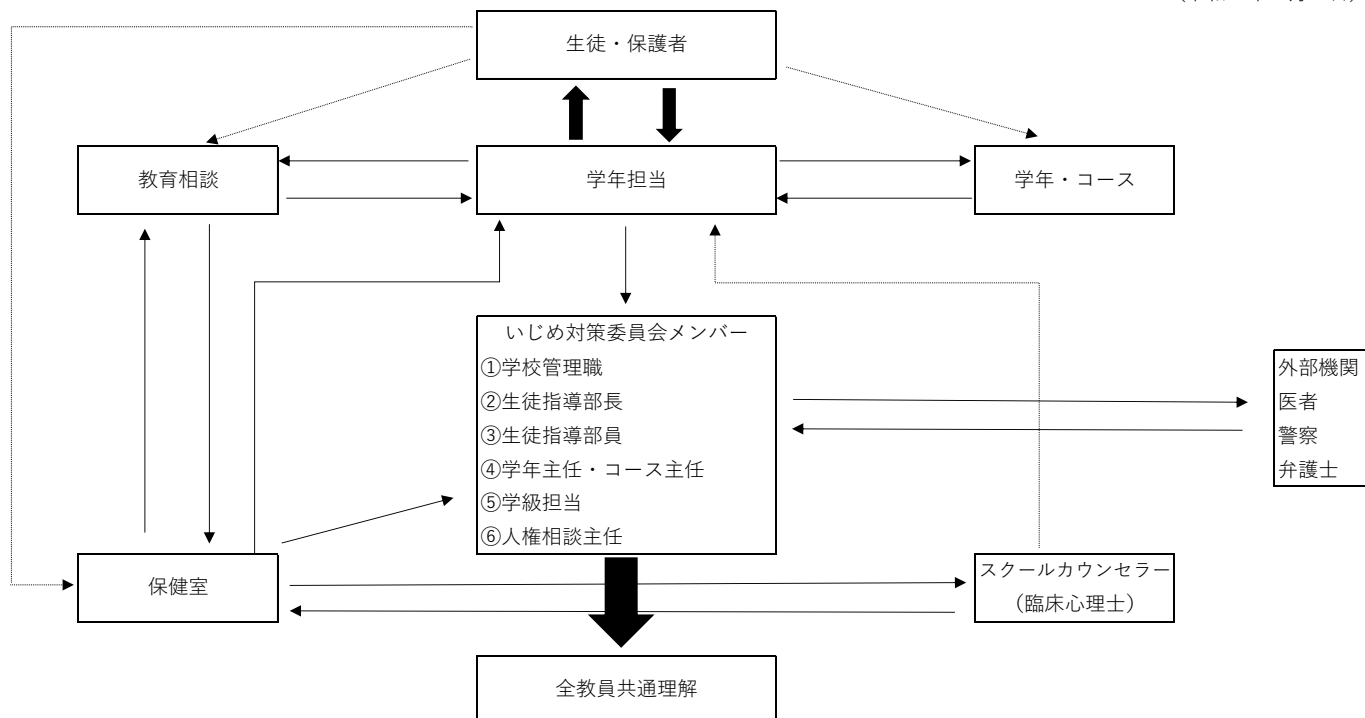 生徒・保護者
教育相談
学年担当
学年・コース
いじめ対策委員会メンバー
①学校管理職
②生徒指導部長
③生徒指導部員
④学年主任・コース主任
⑤学級担当
⑥人権相談主任
外部機関
医者
警察
弁護士
保健室
スクールカウンセラー
（臨床心理士）
全教員共通理解